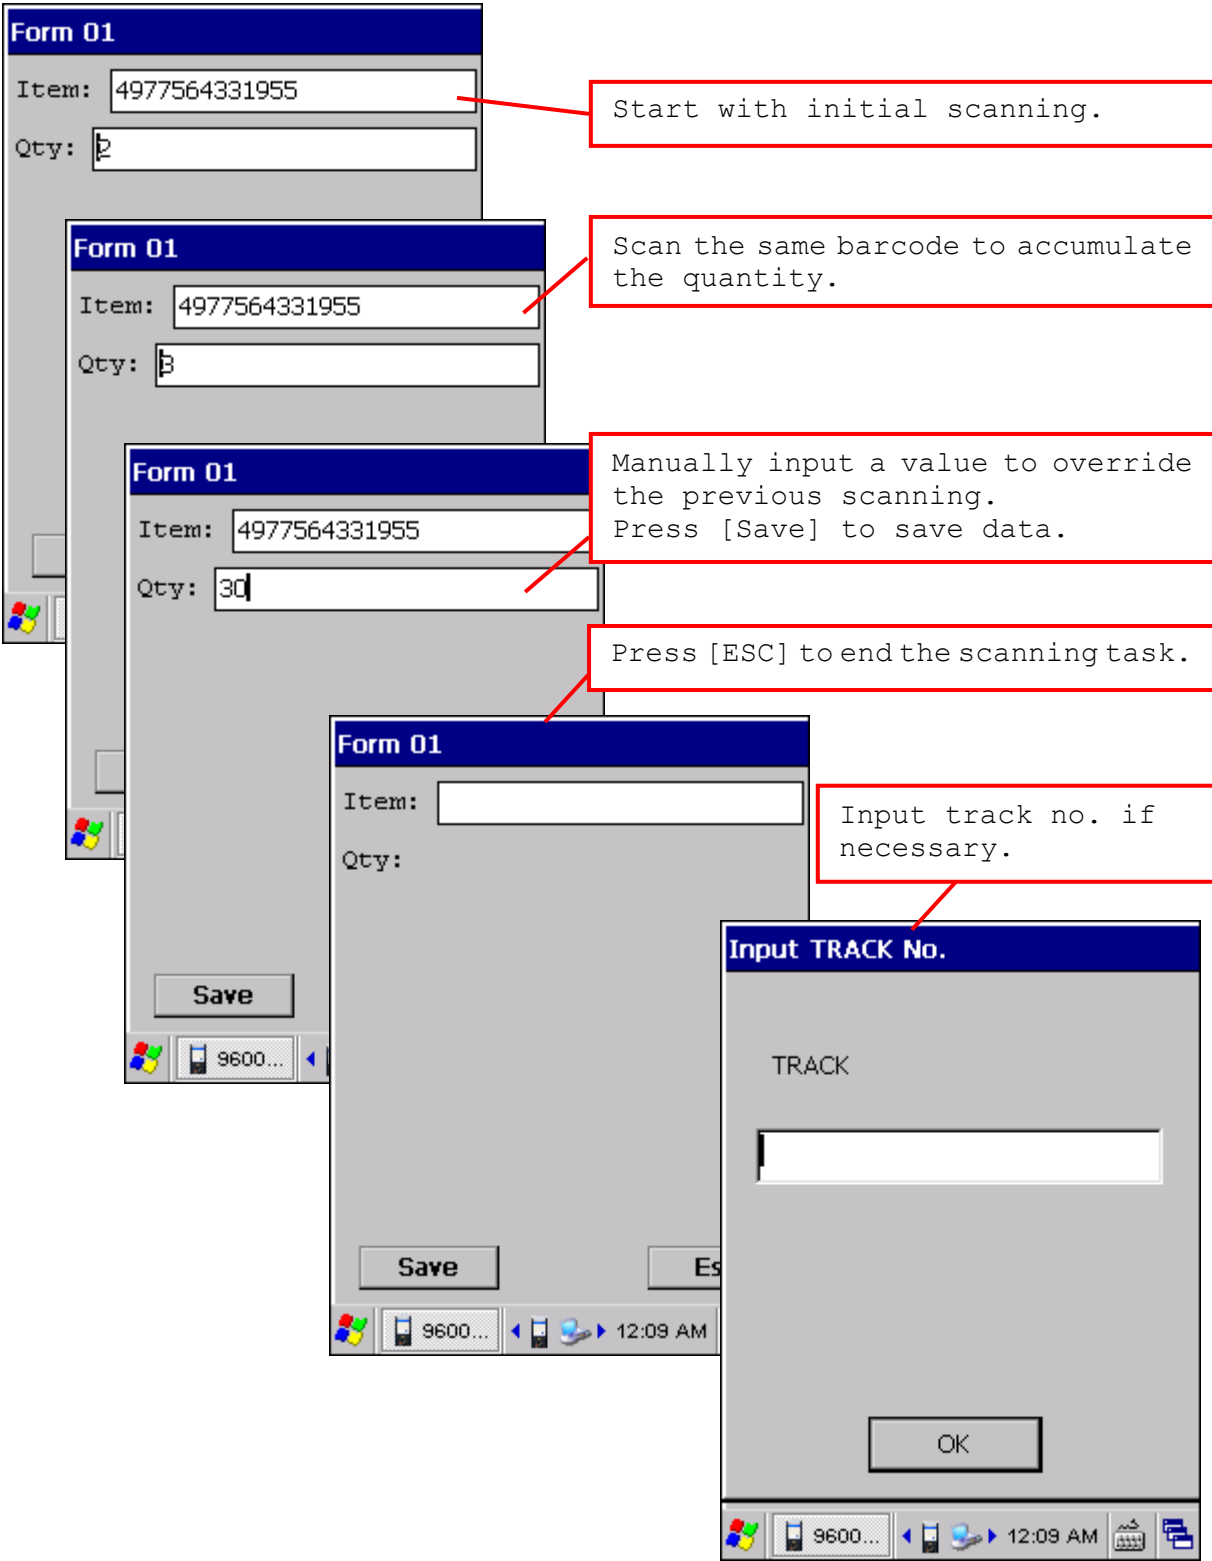 Form 01
Item: 4977564331955
Start with initial scanning.
Qty: 2
Form 01
Scan the same barcode to accumulate
the quantity.
Item: 4977564331955
Qty: 3
Form 01
Manually input a value to override
the previous scanning.
Press [Save] to save data.
Item: 4977564331955
Qty: 30
Press [ESC] to end the scanning task.
Form 01
Item:
Input track no. if
necessary.
Qty:
Input TRACK No.
Save
9600...
TRACK
Save
Es
9600...
12:09 AM
OK
9600...
12:09 AM